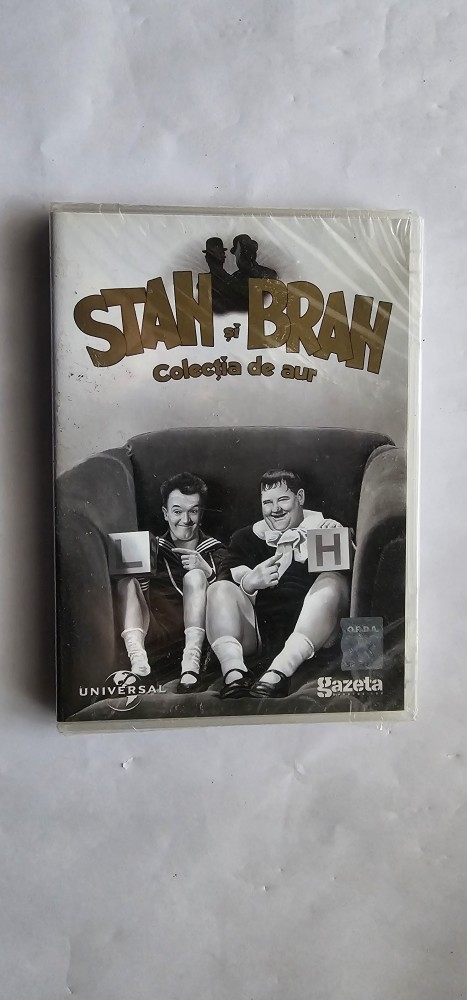 STAN și BRAN
Colecția de aur
L H
O.R.D.A.
UNIVERSAL
gazeta